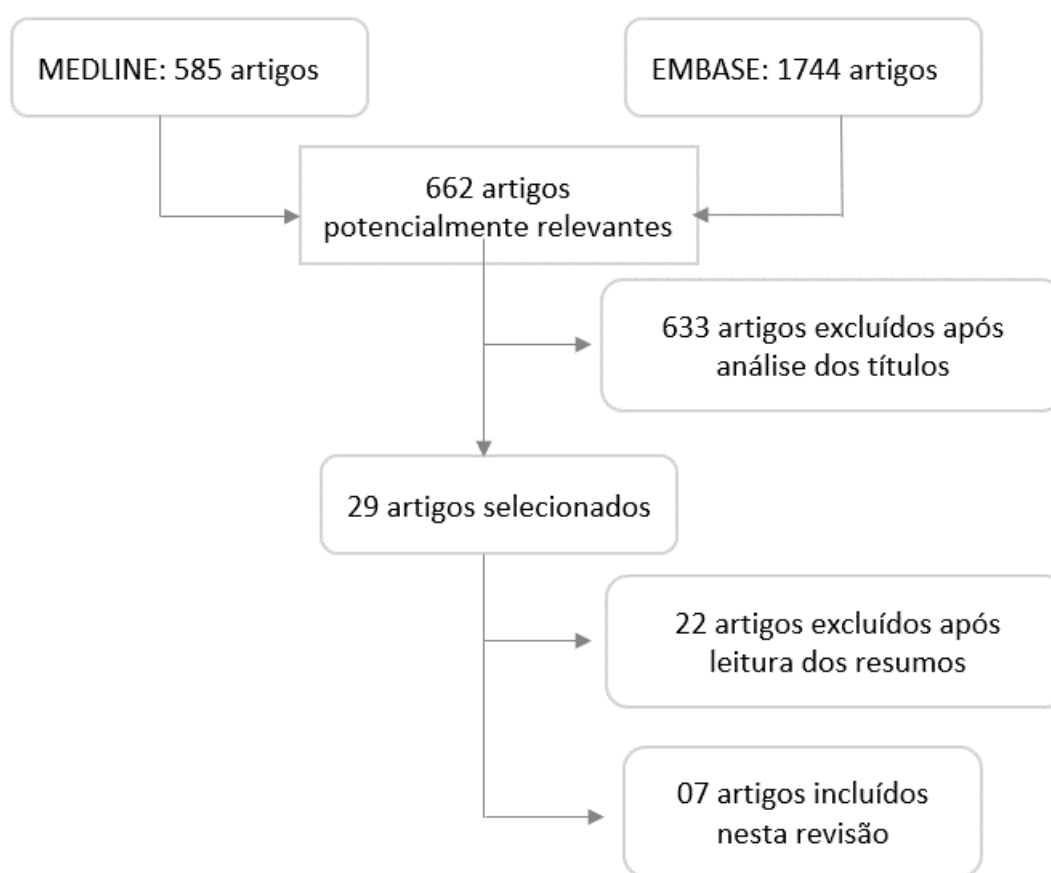 MEDLINE: 585 artigos
EMBASE: 1744 artigos
662 artigos
potencialmente relevantes
633 artigos excluídos após
análise dos títulos
29 artigos selecionados
22 artigos excluídos após
leitura dos resumos
07 artigos incluídos
nesta revisão